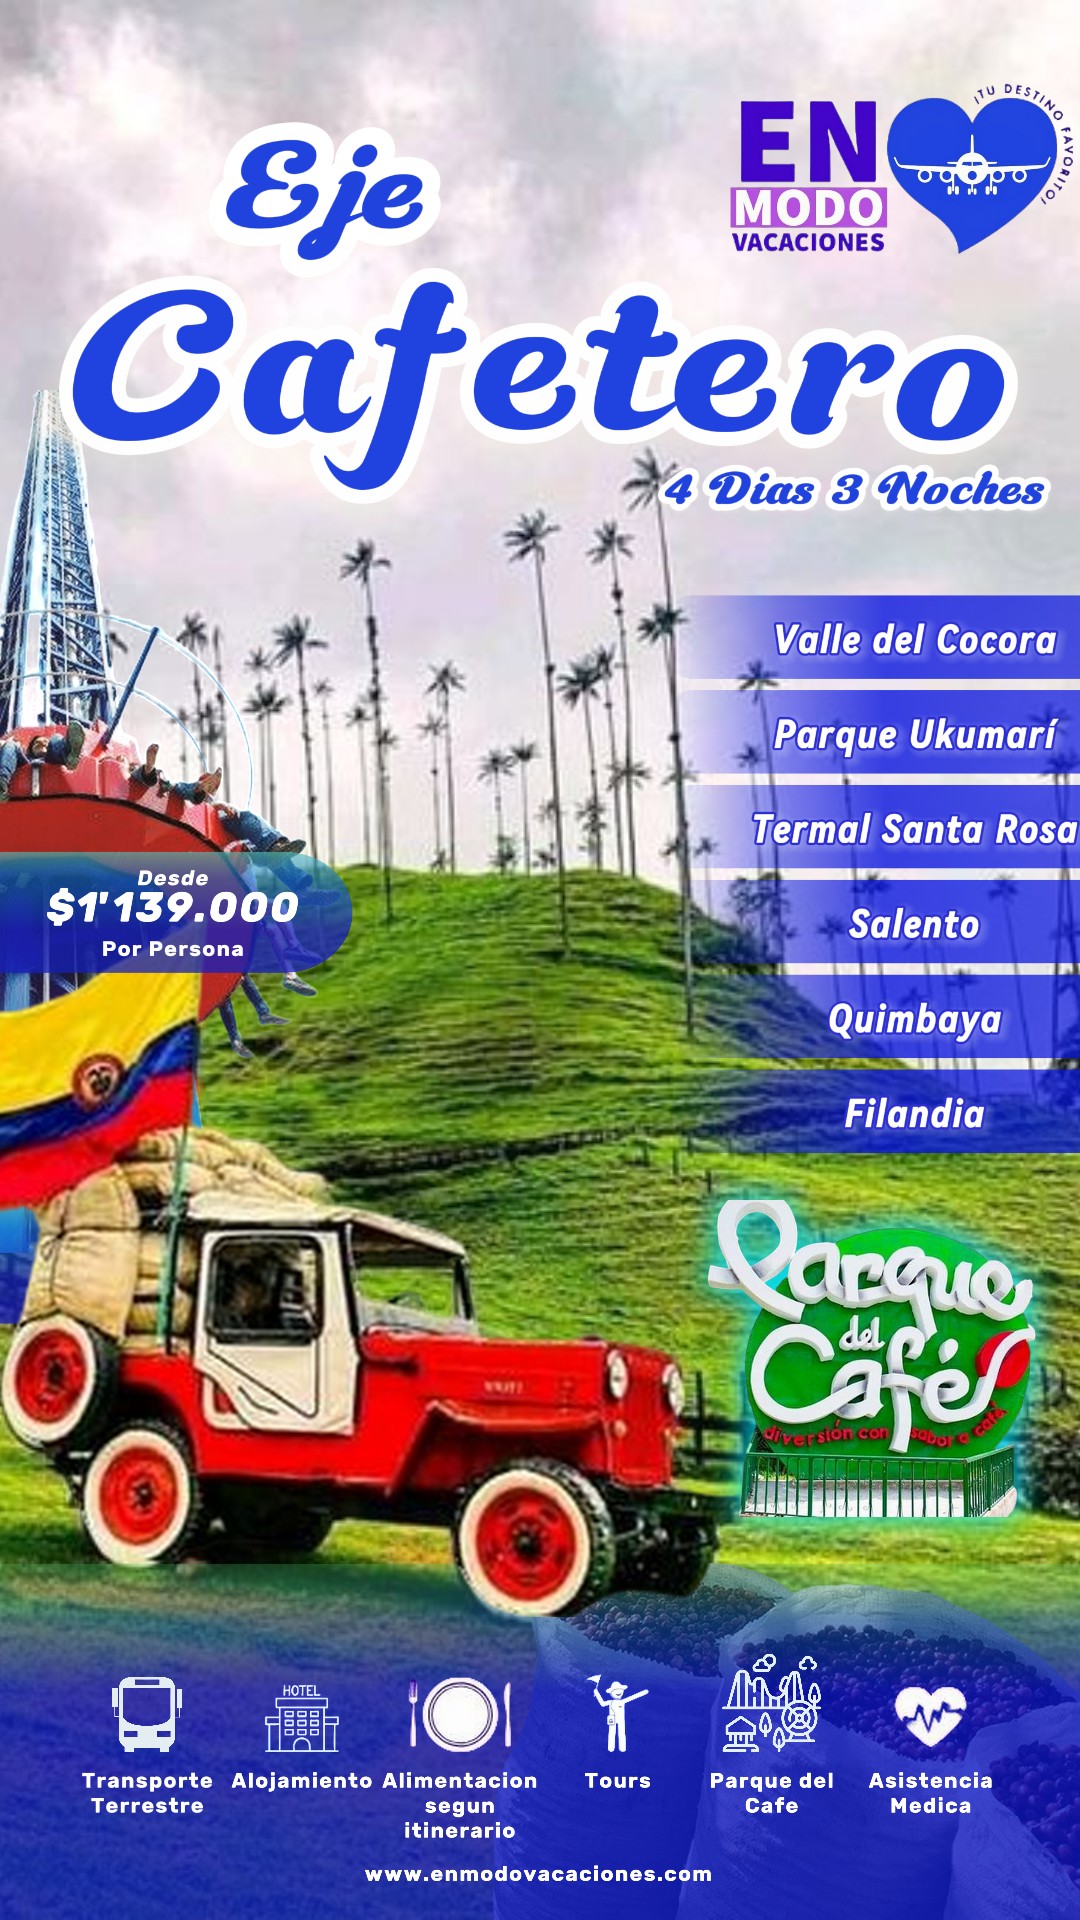 ¡TU DESTINO FAVORITO!
EN
MODO
VACACIONES
Eje
Cafetero
4 Dias 3 Noches
Valle del Cocora
Parque Ukumarí
Termal Santa Rosa
Desde
$1'139.000
Por Persona
Salento
Quimbaya
Filandia
Parque
del
Café
diversión con sabor a café
HOTEL
Transporte
Terrestre
Alojamiento
Alimentacion
segun
itinerario
Tours
Parque del
Cafe
Asistencia
Medica
www.enmodovacaciones.com